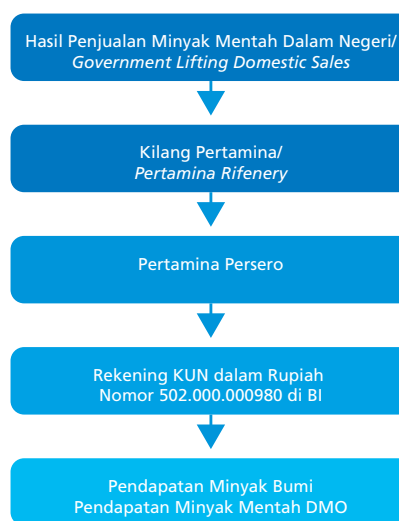 Hasil Penjualan Minyak Mentah Dalam Negeri/
Government Lifting Domestic Sales
Kilang Pertamina/
Pertamina Rifenery
Pertamina Persero
Rekening KUN dalam Rupiah
Nomor 502.000.000980 di BI
Pendapatan Minyak Bumi
Pendapatan Minyak Mentah DMO